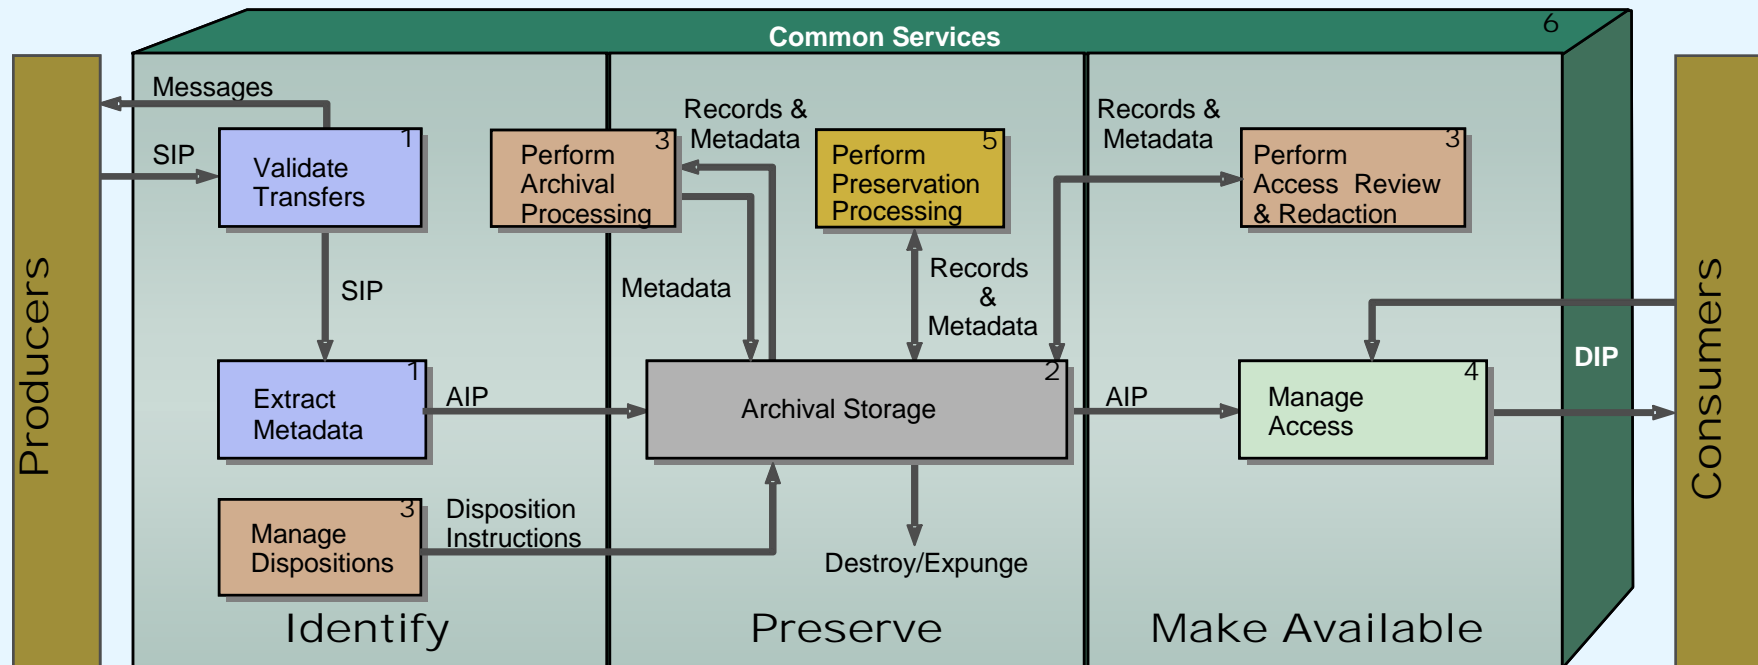 Common Services
6
Producers
Messages
SIP
1
Validate
Transfers
SIP
1
Extract
Metadata
AIP
3
Manage
Dispositions
Disposition
Instructions
Identify
3
Perform
Archival
Processing
Records &
Metadata
Metadata
5
Perform
Preservation
Processing
Records
&
Metadata
2
Archival Storage
Destroy/Expunge
Preserve
Records &
Metadata
3
Perform
Access Review
& Redaction
AIP
4
Manage
Access
Make Available
DIP
Consumers